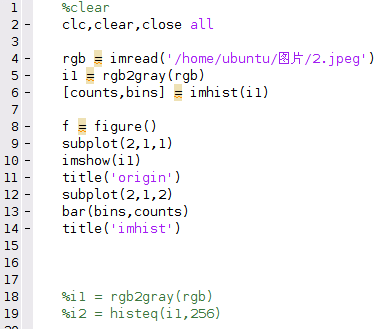 1 %clear
2 - clc,clear,close all
3
4 - rgb = imread('/home/ubuntu/图片/2.jpeg')
5 - i1 = rgb2gray(rgb)
6 - [counts,bins] = imhist(i1)
7
8 - f = figure()
9 - subplot(2,1,1)
10 - imshow(i1)
11 - title('origin')
12 - subplot(2,1,2)
13 - bar(bins,counts)
14 - title('imhist')
15
16
17
18 %i1 = rgb2gray(rgb)
19 %i2 = histeq(i1,256)